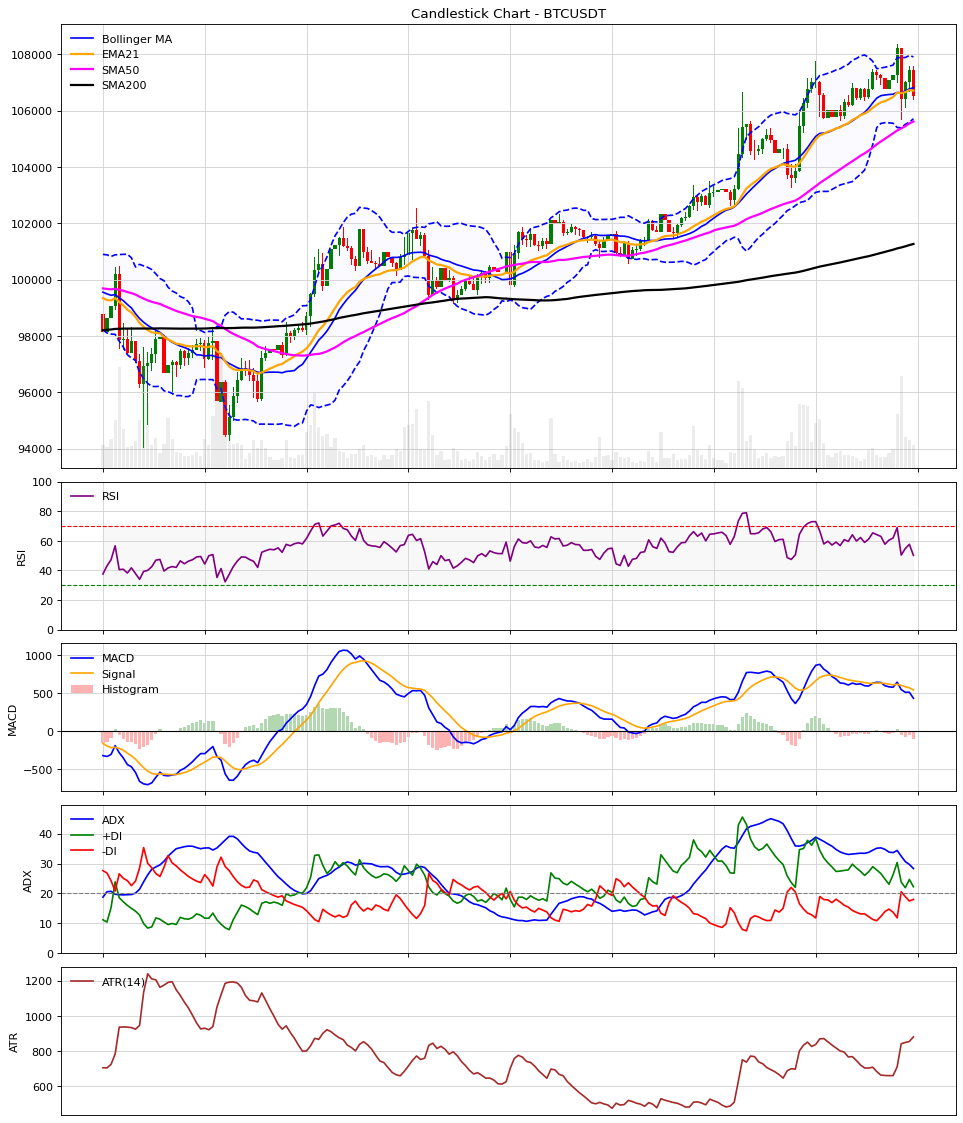 Candlestick Chart - BTCUSDT
Bollinger MA
EMA21
SMA50
SMA200
108000
106000
104000
102000
100000
98000
96000
94000
RSI
RSI
100
80
60
40
20
0
MACD
Signal
Histogram
MACD
1000
500
0
−500
ADX
+DI
-DI
ADX
40
30
20
10
0
ATR(14)
ATR
1200
1000
800
600